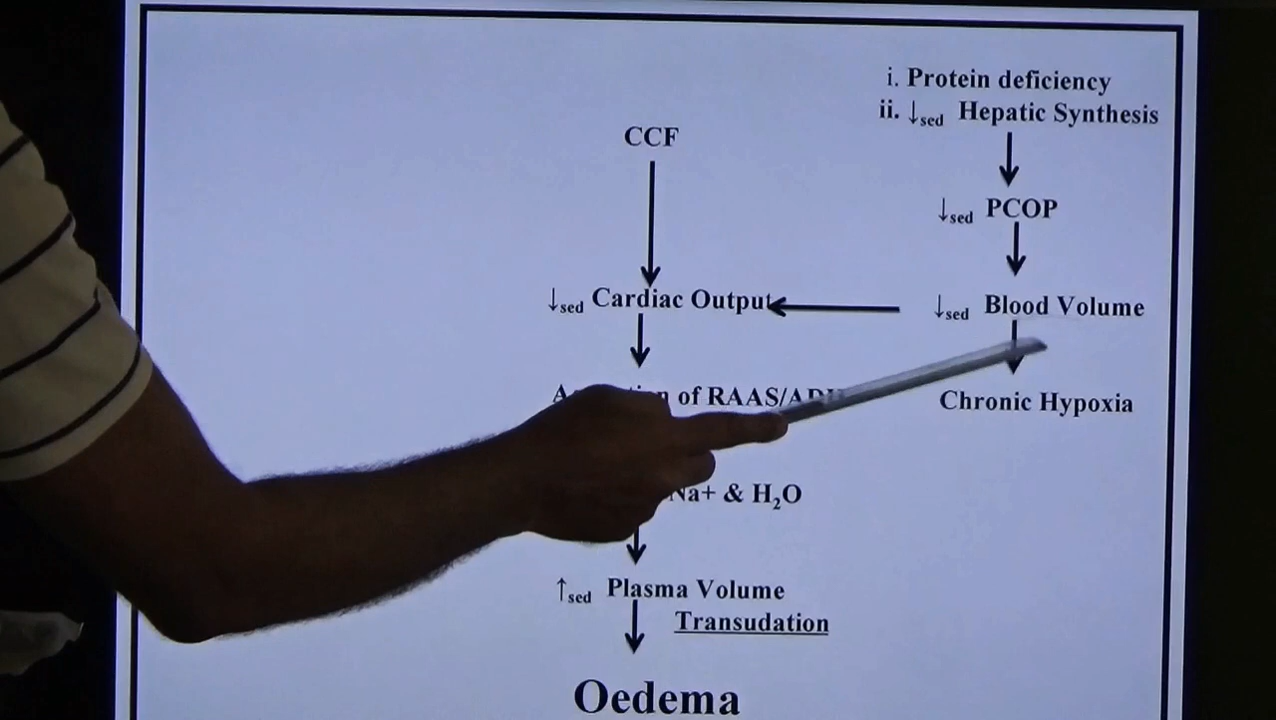 i. Protein deficiency
ii. ↓sed Hepatic Synthesis
CCF
↓sed PCOP
↓sed Cardiac Output
↓sed Blood Volume
of RAAS/ADH
Chronic Hypoxia
Na+ & H₂O
↑sed Plasma Volume
Transudation
Oedema